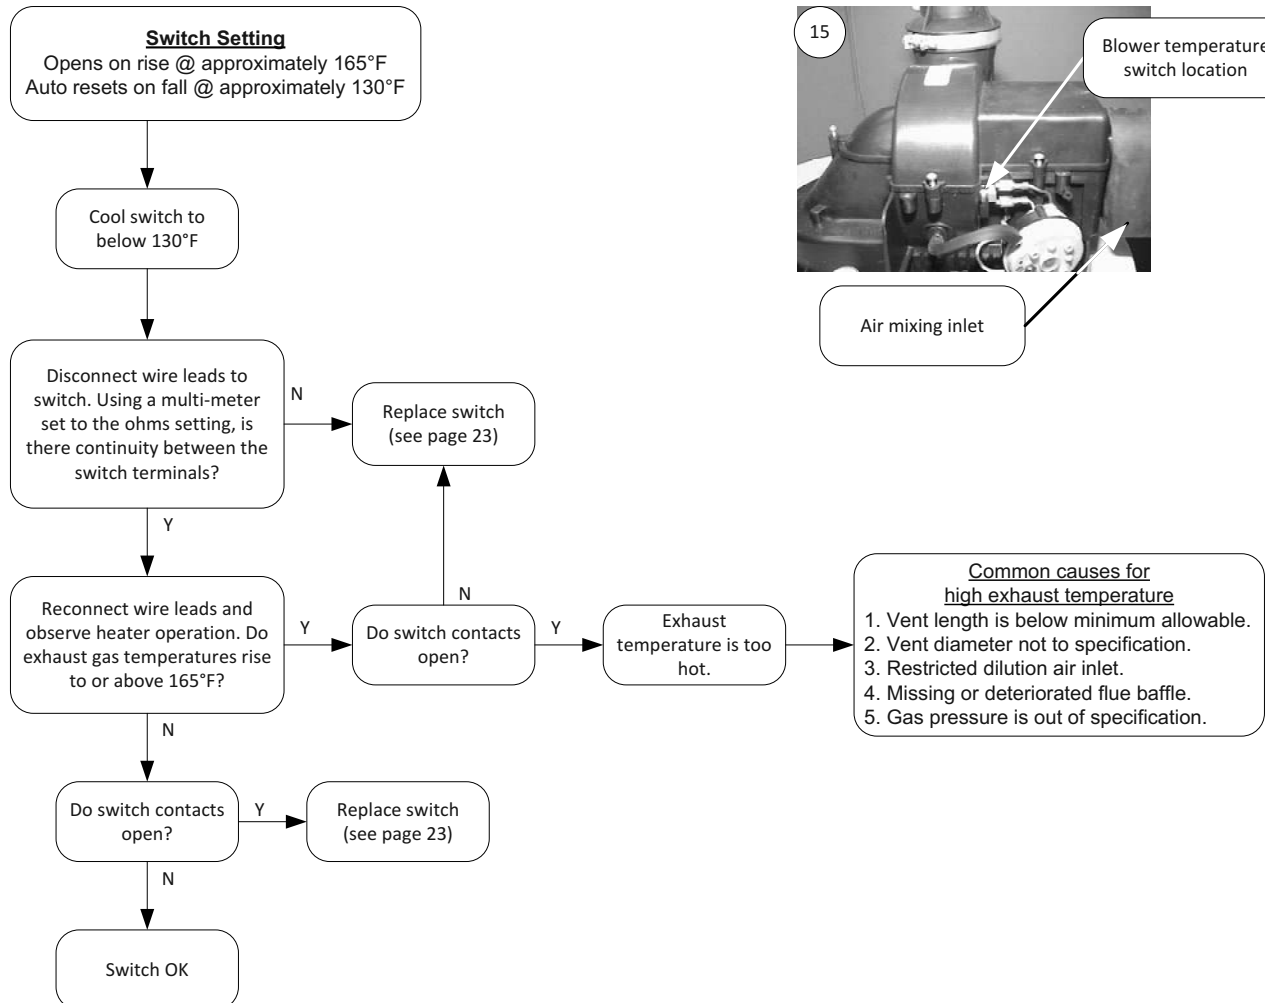 Switch Setting
Opens on rise @ approximately 165°F
Auto resets on fall @ approximately 130°F
15
Blower temperature
switch location
Air mixing inlet
Cool switch to
below 130°F
Disconnect wire leads to
switch. Using a multi-meter
set to the ohms setting, is
there continuity between the
switch terminals?
N
Replace switch
(see page 23)
Y
Reconnect wire leads and
observe heater operation. Do
exhaust gas temperatures rise
to or above 165°F?
Y
Do switch contacts
open?
N
Y
Exhaust
temperature is too
hot.
Common causes for
high exhaust temperature
1. Vent length is below minimum allowable.
2. Vent diameter not to specification.
3. Restricted dilution air inlet.
4. Missing or deteriorated flue baffle.
5. Gas pressure is out of specification.
N
Do switch contacts
open?
Y
Replace switch
(see page 23)
N
Switch OK